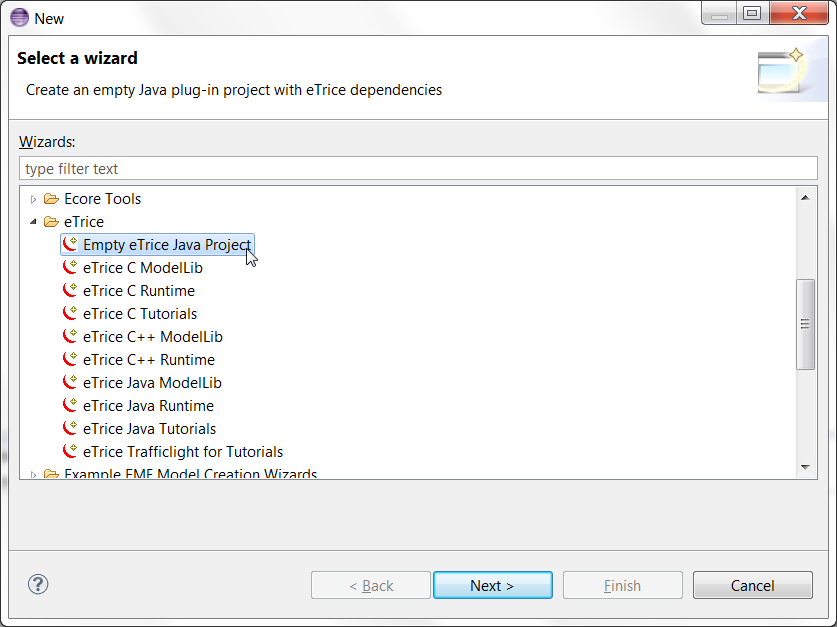 New
Select a wizard
Create an empty Java plug-in project with eTrice dependencies
Wizards:
type filter text
Ecore Tools
eTrice
Empty eTrice Java Project
eTrice C ModelLib
eTrice C Runtime
eTrice C Tutorials
eTrice C++ ModelLib
eTrice C++ Runtime
eTrice Java ModelLib
eTrice Java Runtime
eTrice Java Tutorials
eTrice Trafficlight for Tutorials
Example EMF Model Creation Wizards
?
< Back
Next >
Finish
Cancel